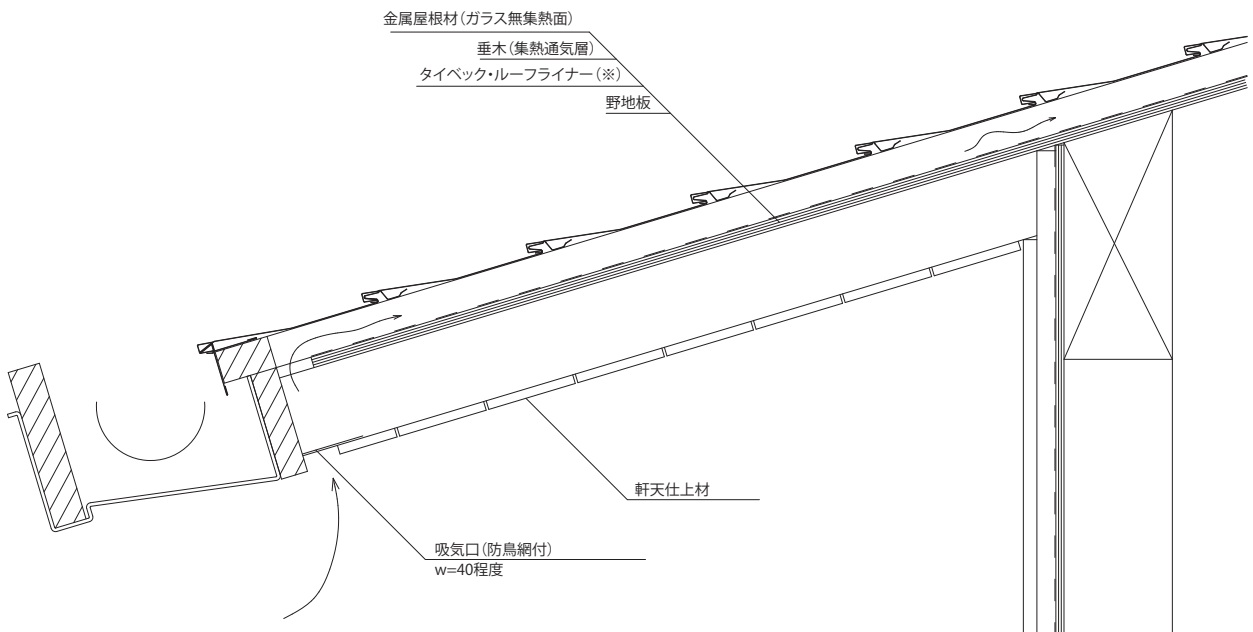 金属屋根材(ガラス無集熱面)
垂木(集熱通気層)
タイベック・ルーフライナー(※)
野地板
軒天仕上材
吸気口(防鳥網付)
w=40程度